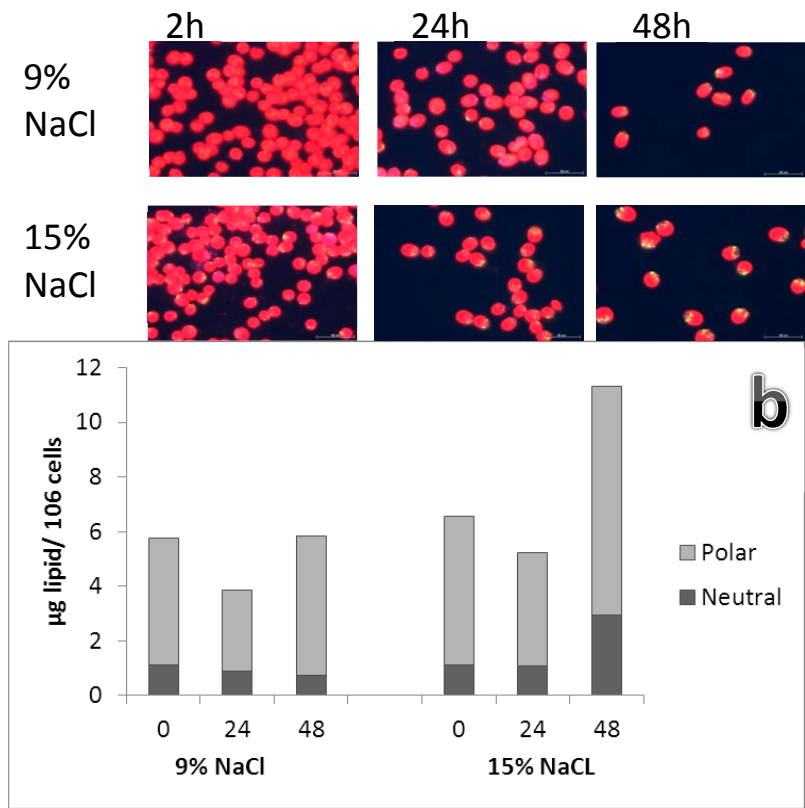 2h 24h 48h
9%
NaCl
15%
NaCl
b
12
10
8
6
4
2
0
µg lipid/ 106 cells
Polar
Neutral
0 24 48 0 24 48
9% NaCl 15% NaCL